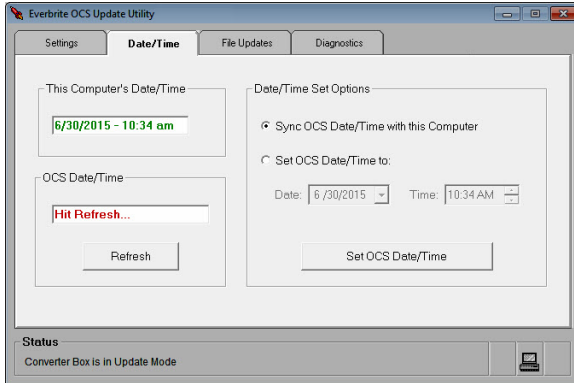 Everbrite OCS Update Utility
Settings
Date/Time
File Updates
Diagnostics
This Computer's Date/Time
6/30/2015 - 10:34 am
OCS Date/Time
Hit Refresh...
Refresh
Date/Time Set Options
Sync OCS Date/Time with this Computer
Set OCS Date/Time to:
Date: 6 /30/2015 Time: 10:34 AM
Set OCS Date/Time
Status
Converter Box is in Update Mode